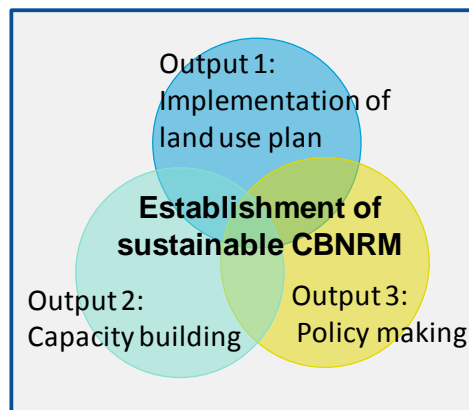 Output 1:
Implementation of
land use plan
Establishment of
sustainable CBNRM
Output 2:
Capacity building
Output 3:
Policy making